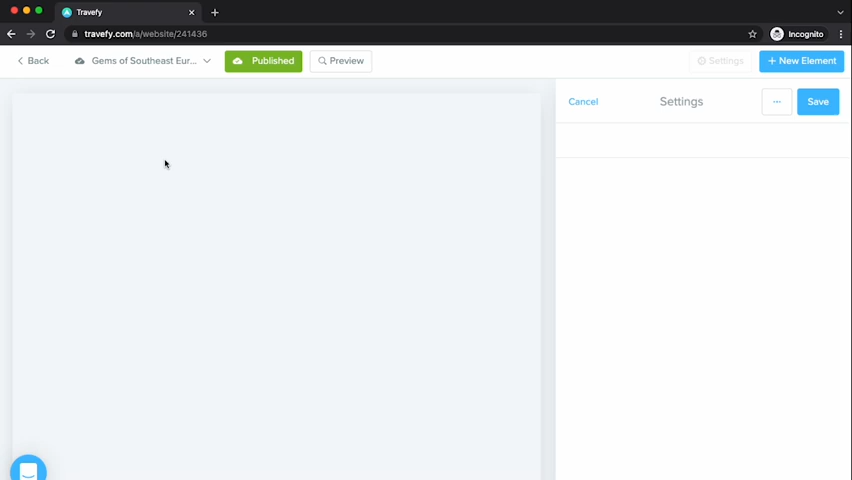 Travefy
travefy.com/a/website/241436
Incognito
Back
Gems of Southeast Eur...
Published
Preview
Settings
+ New Element
Cancel
Settings
...
Save